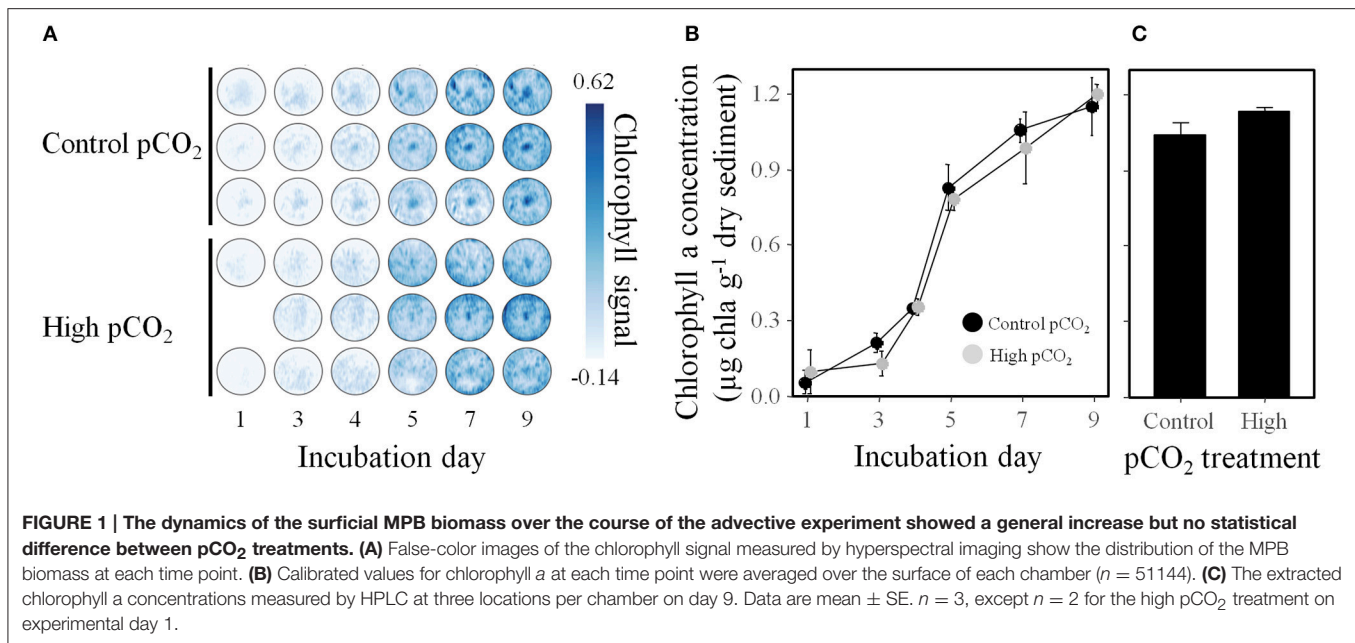 A
Control pCO₂
High pCO₂
1 3 4 5 7 9
Incubation day
0.62
Chlorophyll signal
-0.14
B
Chlorophyll a concentration
(µg chla g⁻¹ dry sediment)
1.2
0.9
0.6
0.3
0.0
Control pCO₂
High pCO₂
1 3 5 7 9
Incubation day
C
Control High
pCO₂ treatment
FIGURE 1 | The dynamics of the surficial MPB biomass over the course of the advective experiment showed a general increase but no statistical
difference between pCO₂ treatments. (A) False-color images of the chlorophyll signal measured by hyperspectral imaging show the distribution of the MPB
biomass at each time point. (B) Calibrated values for chlorophyll a at each time point were averaged over the surface of each chamber (n = 51144). (C) The
extracted chlorophyll a concentrations measured by HPLC at three locations per chamber on day 9. Data are mean ± SE. n = 3, except n = 2 for the high pCO₂ treatment on
experimental day 1.